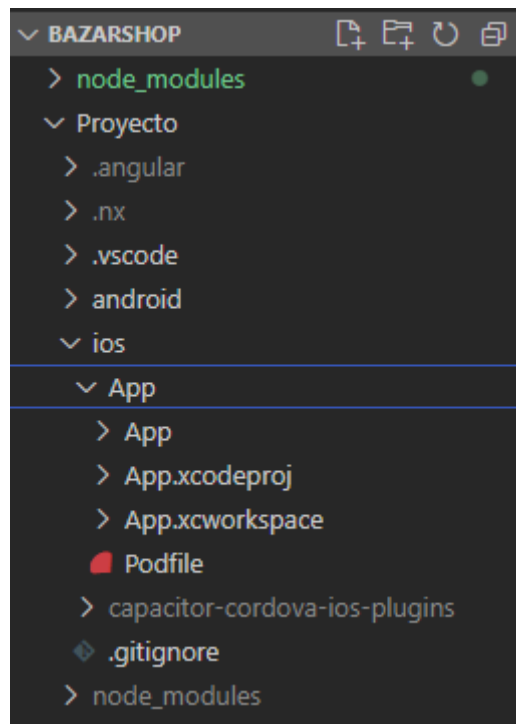 BAZARSHOP
node_modules
Proyecto
.angular
.nx
.vscode
android
ios
App
App
App.xcodeproj
App.xcworkspace
Podfile
capacitor-cordova-ios-plugins
.gitignore
node_modules